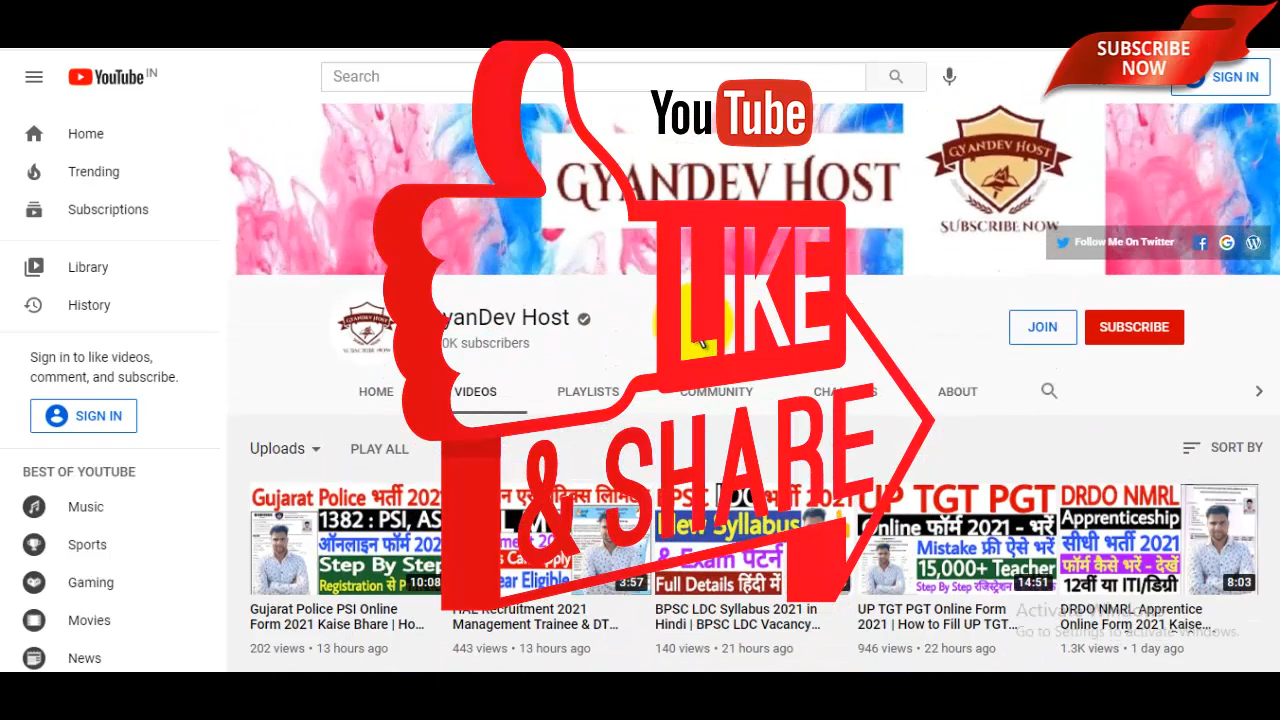 SUBSCRIBE
NOW
YouTube IN
Search
SIGN IN
YouTube
Home
Trending
Subscriptions
GYANDEV HOST
GYANDEV HOST
SUBSCRIBE NOW
Follow Me On Twitter
Library
History
LIKE
& SHARE
yanDev Host
0K subscribers
JOIN
SUBSCRIBE
Sign in to like videos,
comment, and subscribe.
SIGN IN
HOME
VIDEOS
PLAYLISTS
COMMUNITY
ABOUT
Uploads
PLAY ALL
SORT BY
BEST OF YOUTUBE
Music
Sports
Gaming
Movies
News
Gujarat Police भर्ती 202
1382 : PSI, AS
ऑनलाइन फॉर्म 202
Step By Step
Registration
10:08
Gujarat Police PSI Online
Form 2021 Kaise Bhare | Ho...
202 views • 13 hours ago
3:57
Recruitment 2021
Management Trainee & DT...
443 views • 13 hours ago
New Syllabus
& Exam पैटर्न
Full Details हिंदी में
BPSC LDC Syllabus 2021 in
Hindi | BPSC LDC Vacancy...
140 views • 21 hours ago
UP TGT PGT
Online फॉर्म 2021 - भरें
Mistake फ्री ऐसे भरें
15,000+ Teacher
Step By Step रजिस्ट्रेशन
14:51
UP TGT PGT Online Form
2021 | How to Fill UP TGT...
946 views • 22 hours ago
DRDO NMRL
Apprenticeship
सीधी भर्ती 2021
फॉर्म कैसे भरें - देखें
12वीं या ITI/डिग्री
8:03
DRDO NMRL Apprentice
Online Form 2021 Kaise...
1.3K views • 1 day ago
Go to Settings to activate Windows.